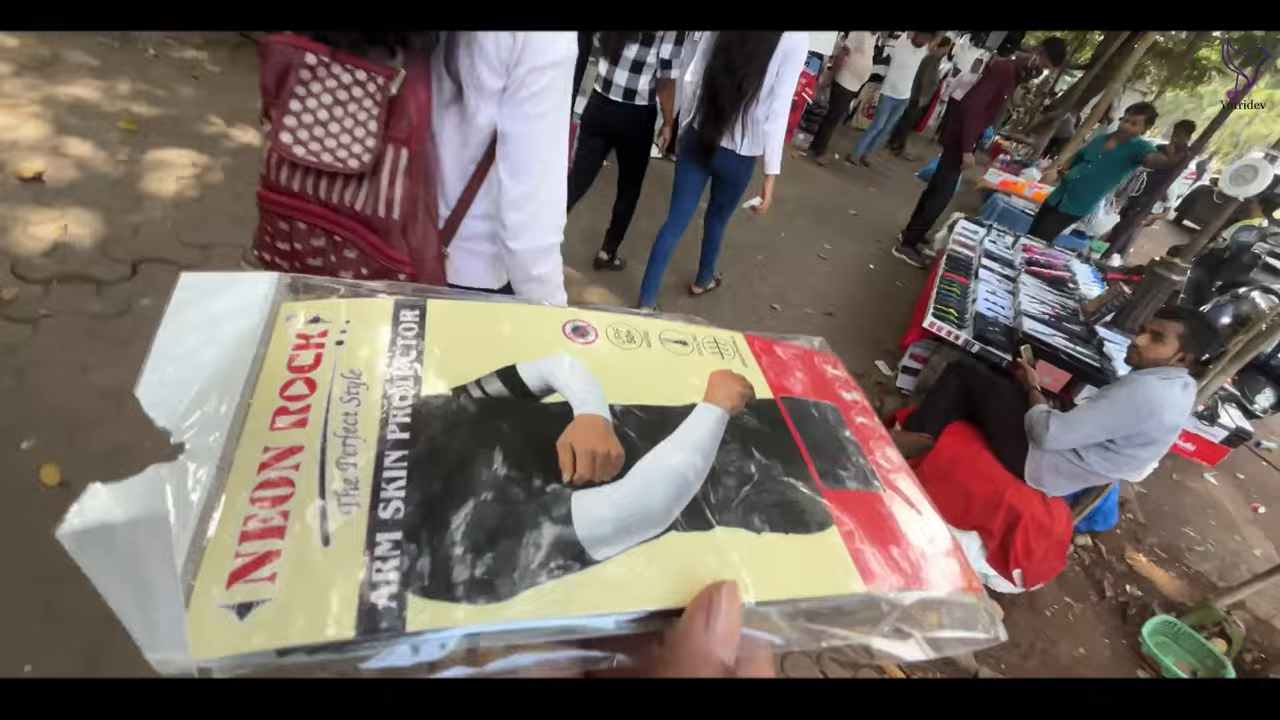 NEON ROCK
The Perfect Style
ARM SKIN PROTECTOR
Yatridev